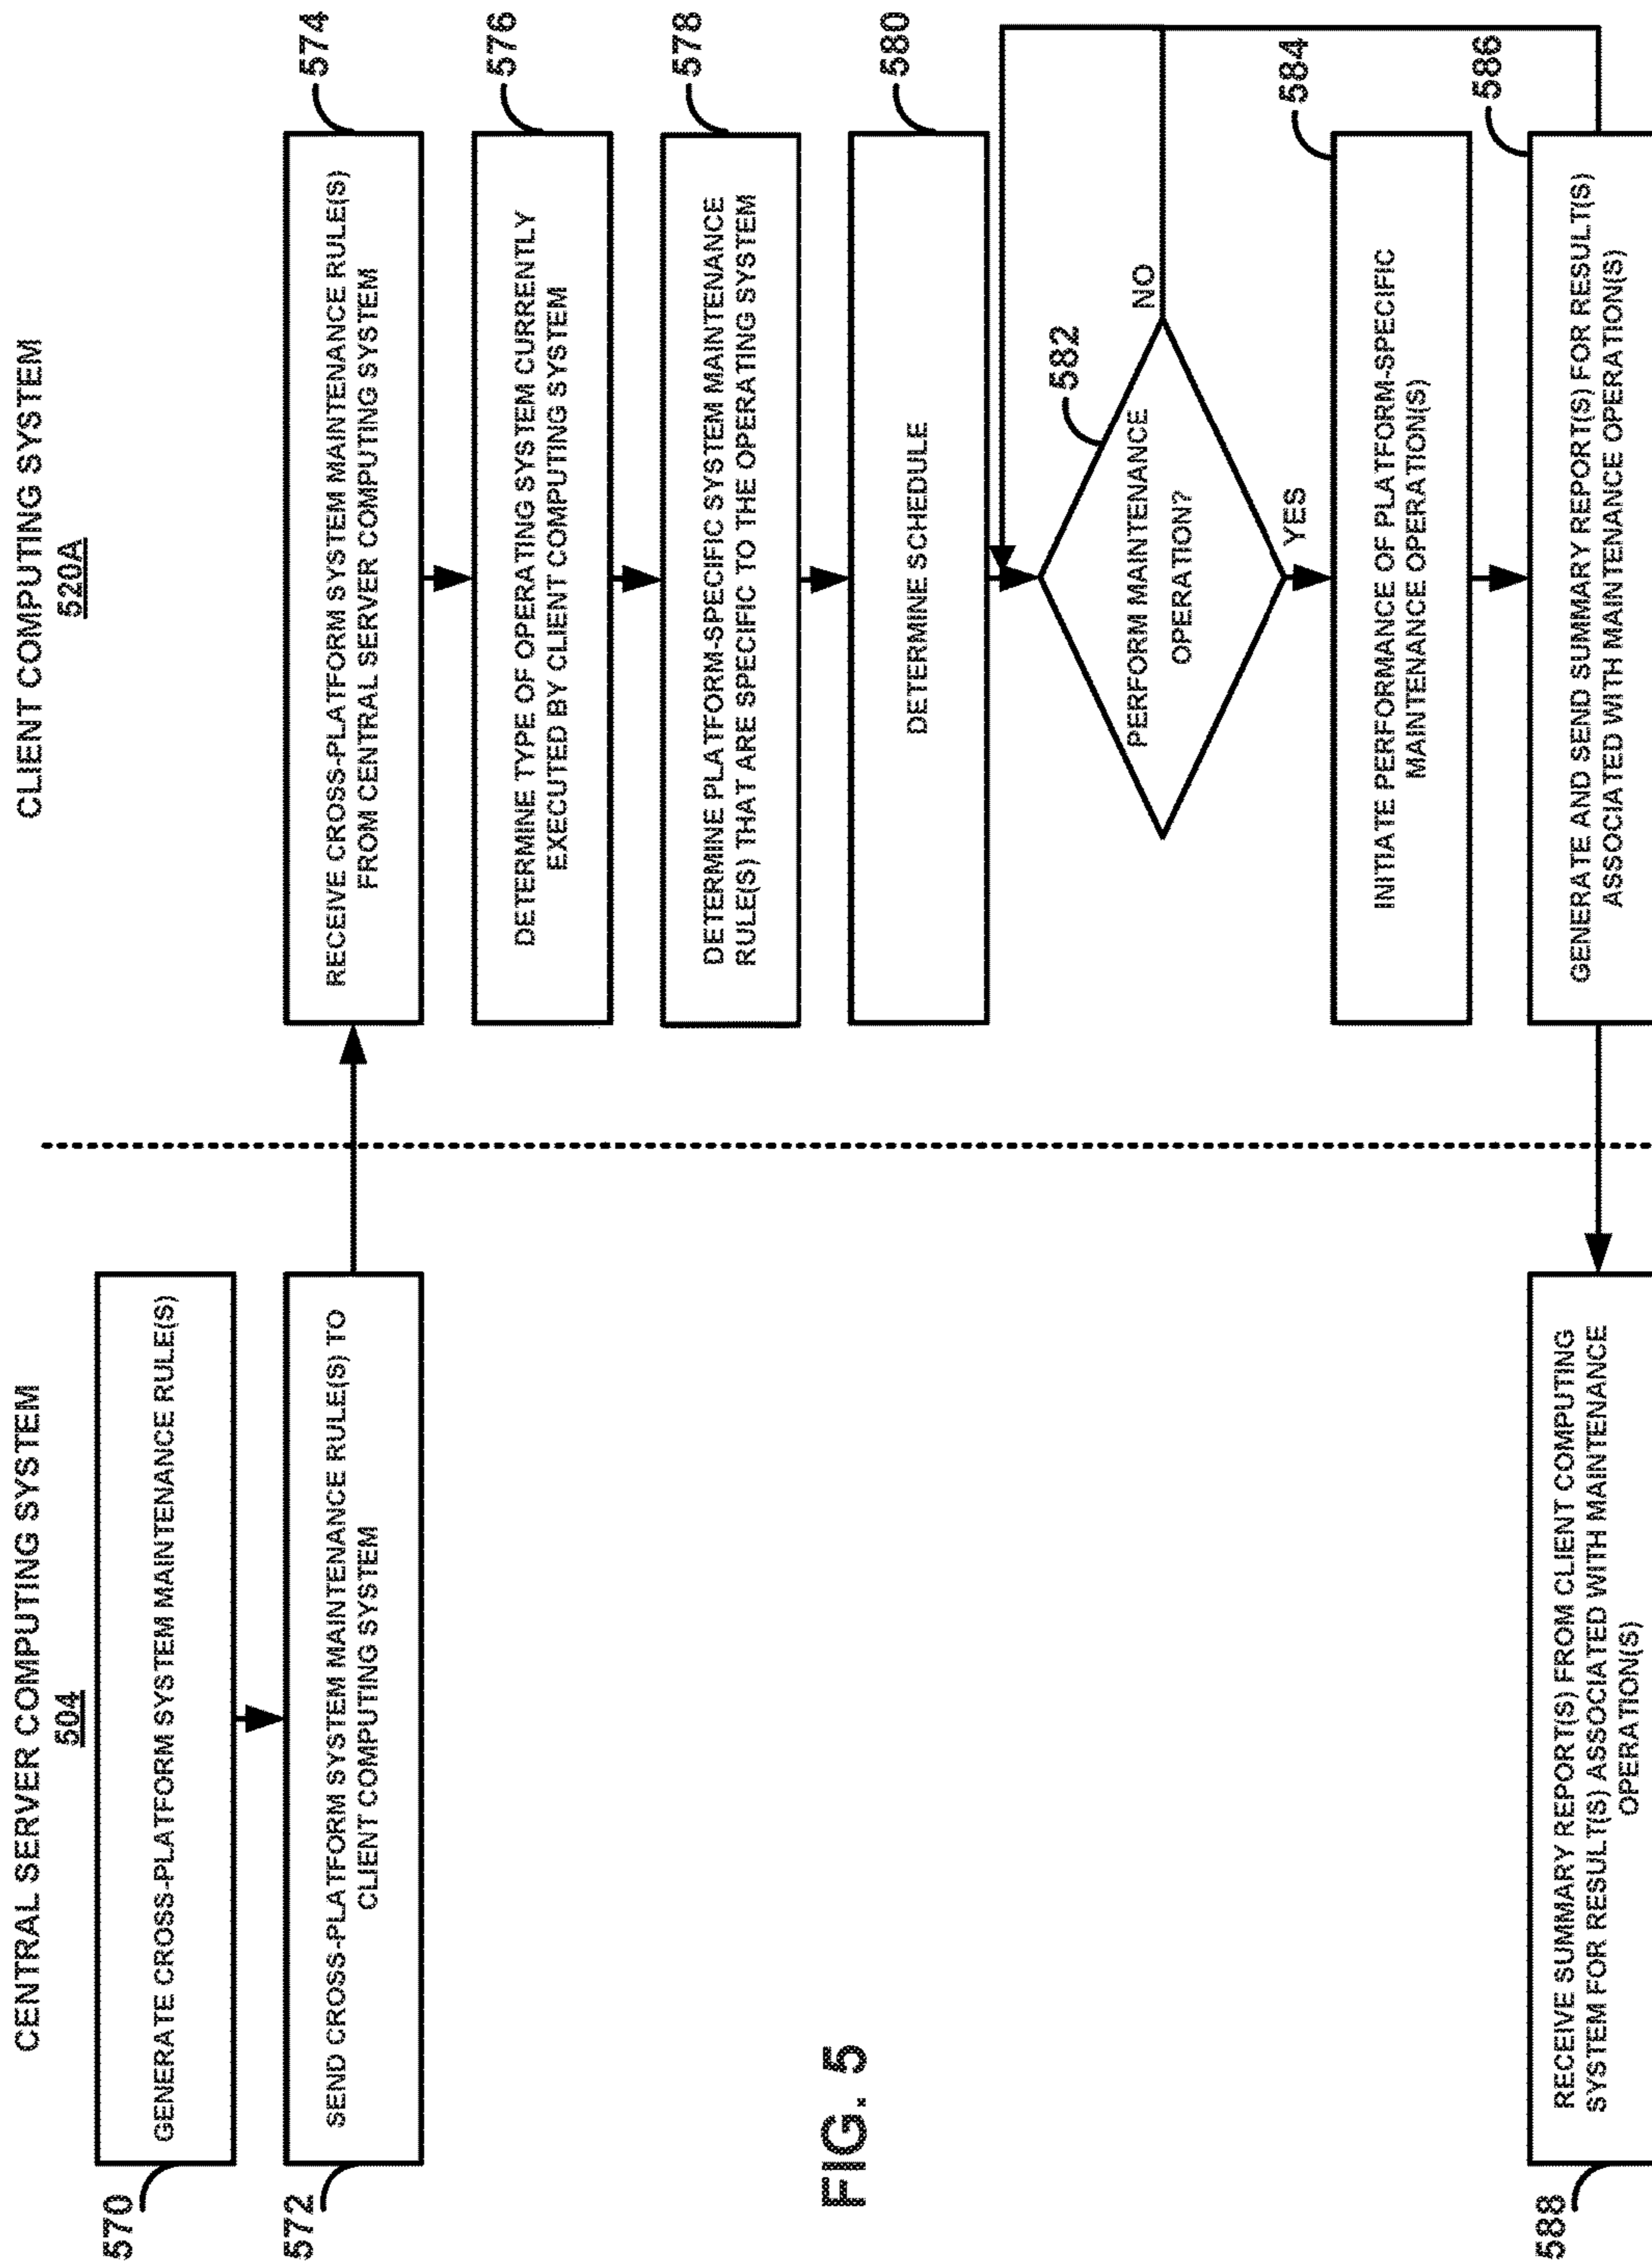 CENTRAL SERVER COMPUTING SYSTEM
504
570
GENERATE CROSS-PLATFORM SYSTEM MAINTENANCE RULE(S)
572
SEND CROSS-PLATFORM SYSTEM MAINTENANCE RULE(S) TO
CLIENT COMPUTING SYSTEM
CLIENT COMPUTING SYSTEM
520A
574
RECEIVE CROSS-PLATFORM SYSTEM MAINTENANCE RULE(S)
FROM CENTRAL SERVER COMPUTING SYSTEM
576
DETERMINE TYPE OF OPERATING SYSTEM CURRENTLY
EXECUTED BY CLIENT COMPUTING SYSTEM
578
DETERMINE PLATFORM-SPECIFIC SYSTEM MAINTENANCE
RULE(S) THAT ARE SPECIFIC TO THE OPERATING SYSTEM
580
DETERMINE SCHEDULE
582
PERFORM MAINTENANCE
OPERATION?
NO
YES
584
INITIATE PERFORMANCE OF PLATFORM-SPECIFIC
MAINTENANCE OPERATION(S)
586
GENERATE AND SEND SUMMARY REPORT(S) FOR RESULT(S)
ASSOCIATED WITH MAINTENANCE OPERATION(S)
588
RECEIVE SUMMARY REPORT(S) FROM CLIENT COMPUTING
SYSTEM FOR RESULT(S) ASSOCIATED WITH MAINTENANCE
OPERATION(S)
FIG. 5